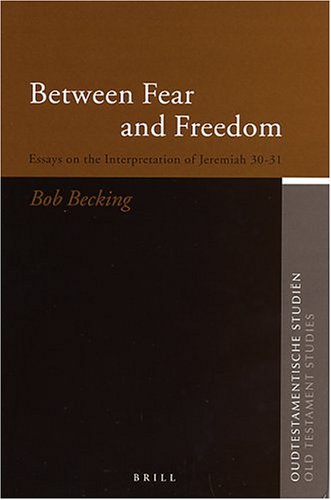 Between Fear
and Freedom
Essays on the Interpretation of Jeremiah 30-31
Bob Becking
OUDTESTAMENTISCHE STUDIËN
OLD TESTAMENT STUDIES
BRILL